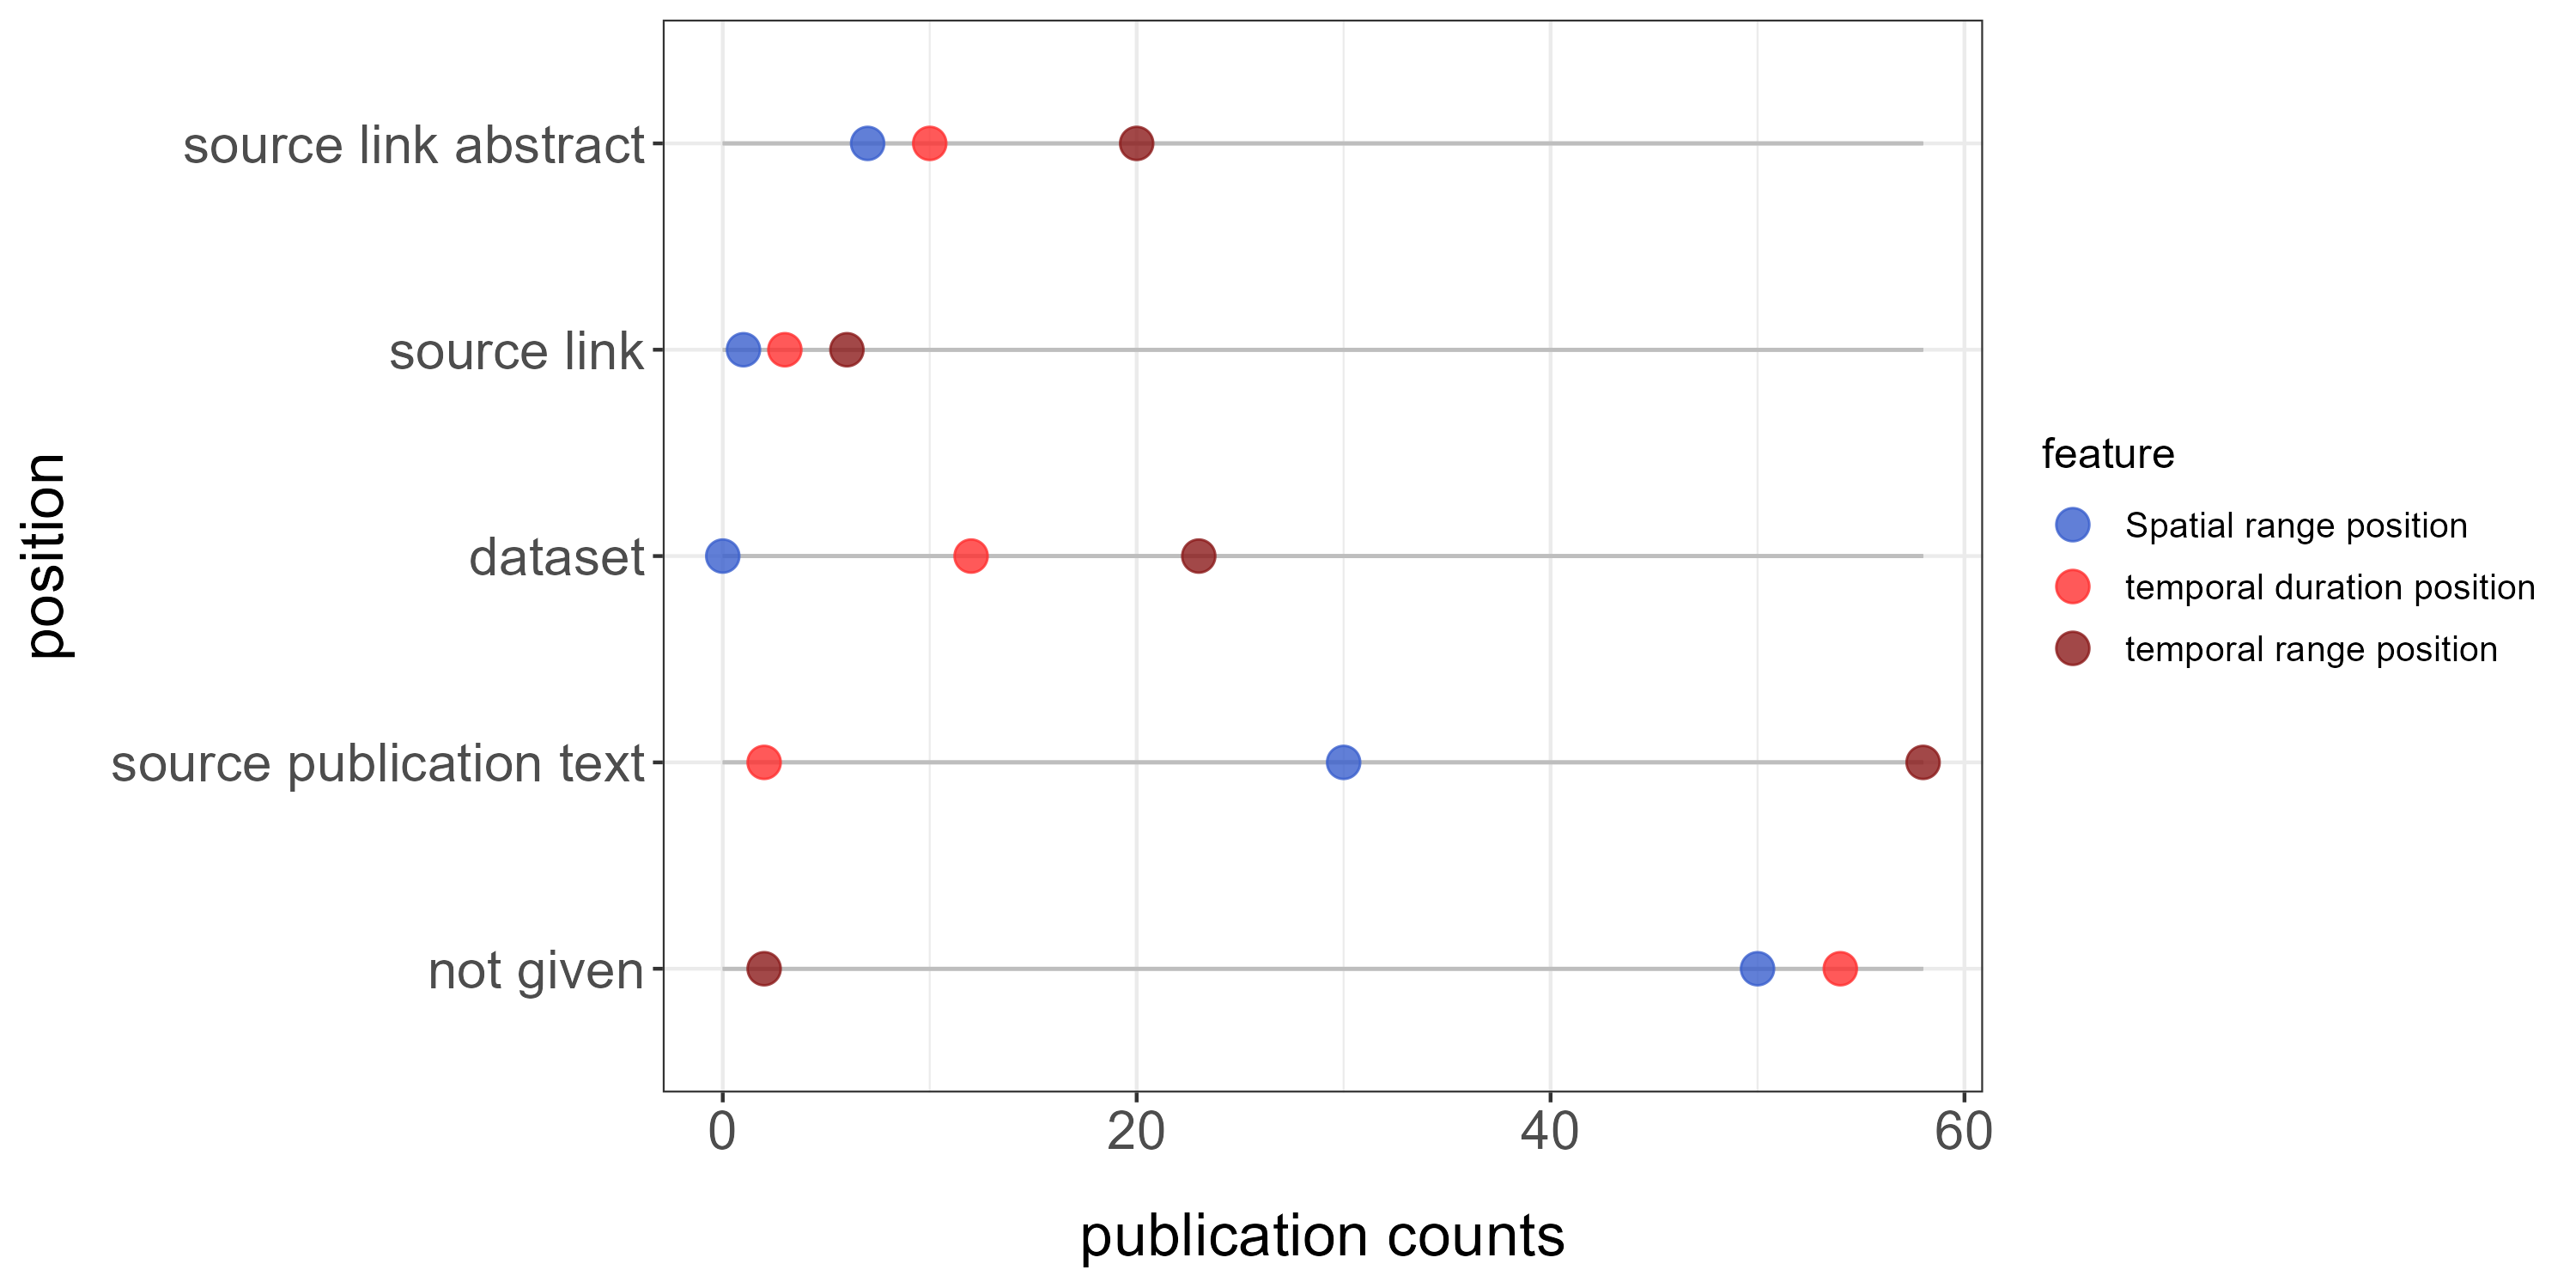 source link abstract
source link
dataset
source publication text
not given
position
0 20 40 60
publication counts
feature
Spatial range position
temporal duration position
temporal range position